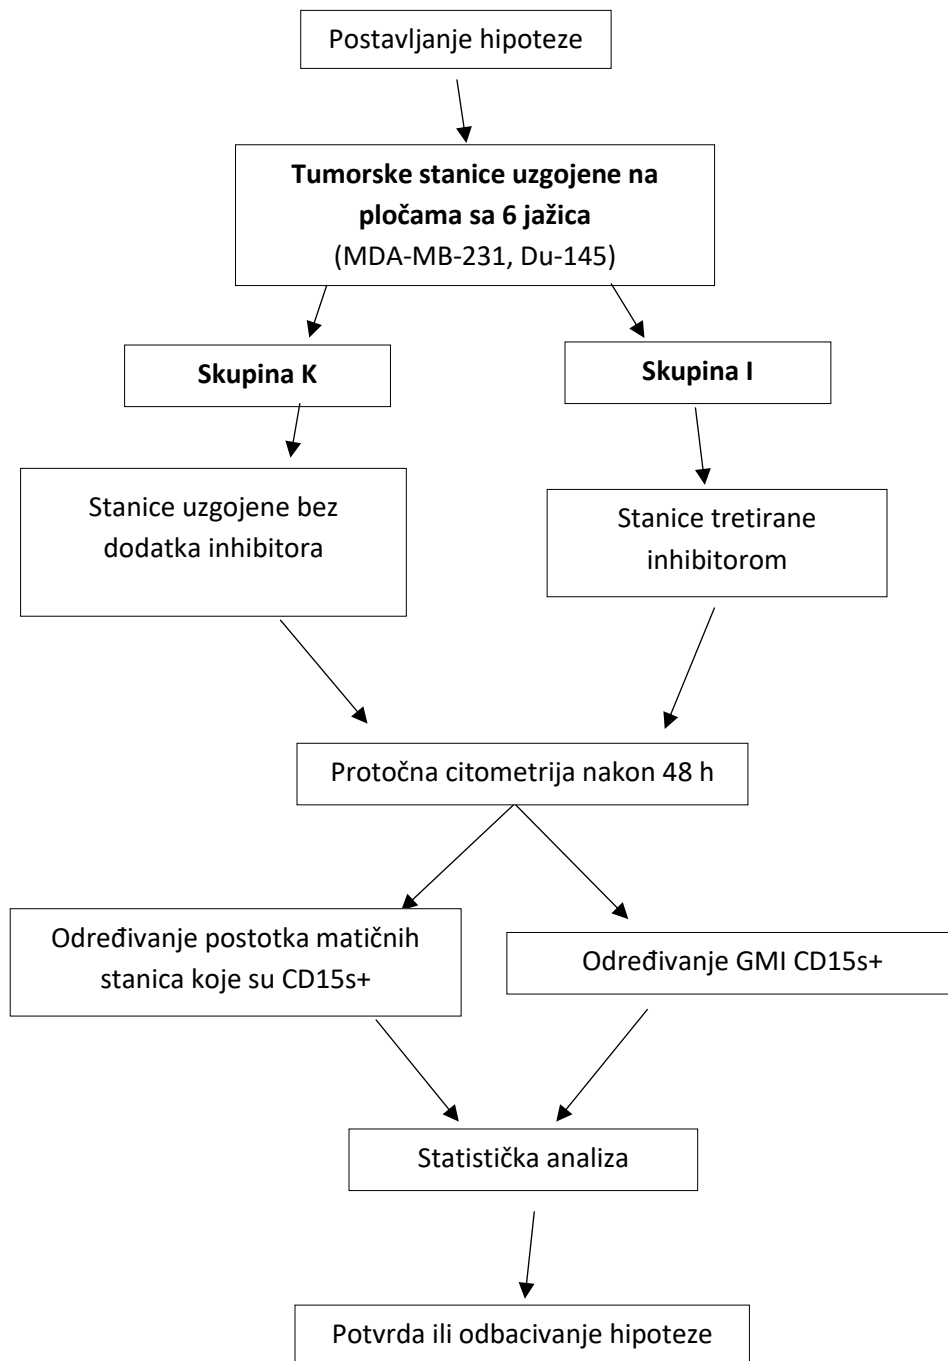 Postavljanje hipoteze
Tumorske stanice uzgojene na
pločama sa 6 jažica
(MDA-MB-231, Du-145)
Skupina K
Skupina I
Stanice uzgojene bez
dodatka inhibitora
Stanice tretirane
inhibitorom
Protočna citometrija nakon 48 h
Određivanje postotka matičnih
stanica koje su CD15s+
Određivanje GMI CD15s+
Statistička analiza
Potvrda ili odbacivanje hipoteze